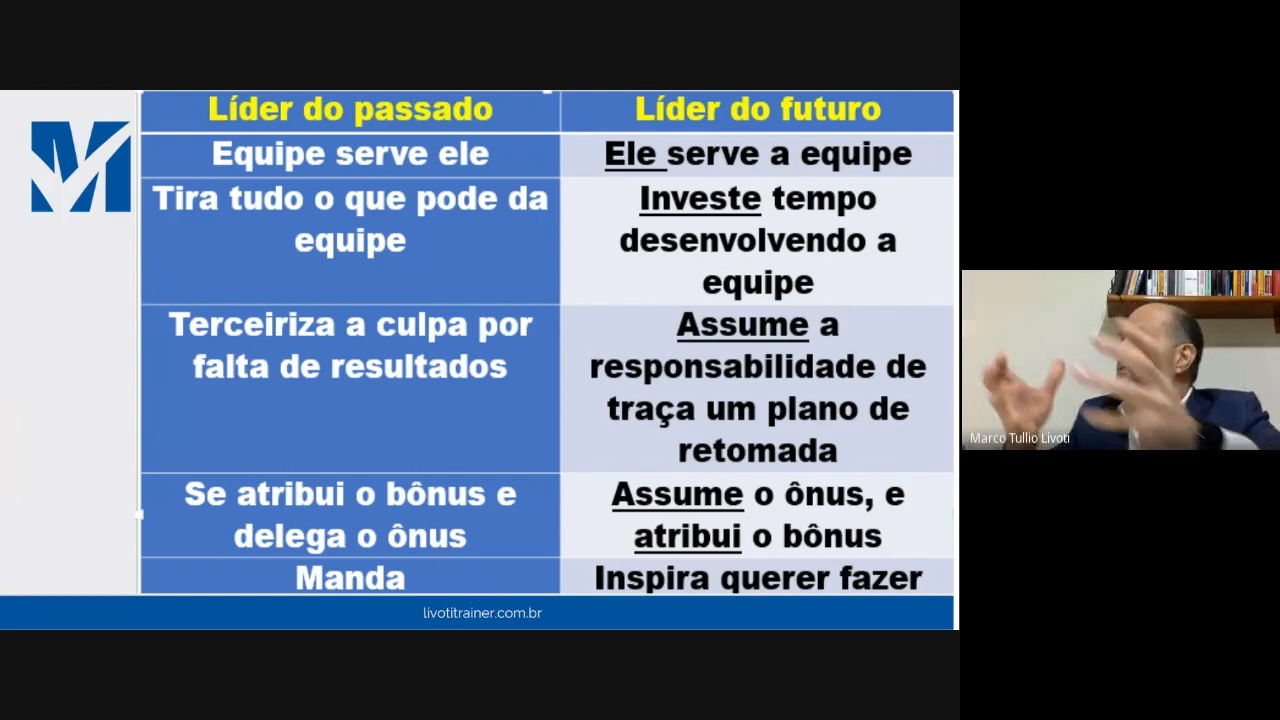 Líder do passado
Líder do futuro
Equipe serve ele
Ele serve a equipe
Tira tudo o que pode da
equipe
Investe tempo
desenvolvendo a
equipe
Terceiriza a culpa por
falta de resultados
Assume a
responsabilidade de
traça um plano de
retomada
Se atribui o bônus e
delega o ônus
Assume o ônus, e
atribui o bônus
Manda
Inspira querer fazer
livotitrainer.com.br
Marco Tullio Livoti